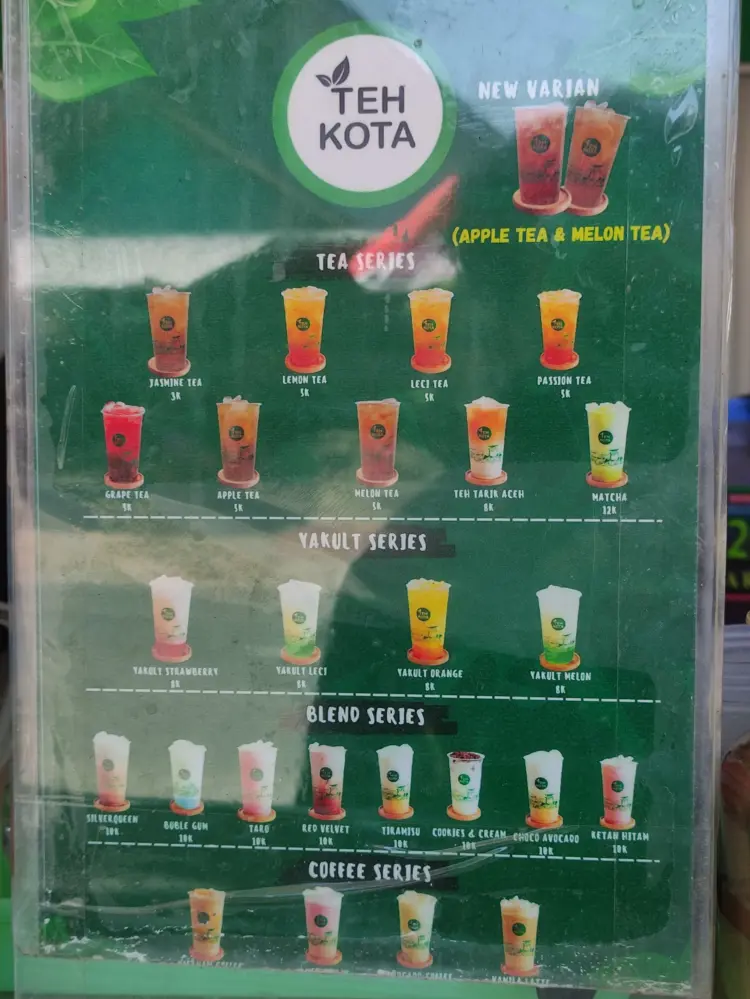 TEH
KOTA
NEW VARIAN
(APPLE TEA & MELON TEA)
TEA SERIES
JASMINE TEA
3K
LEMON TEA
5K
LECI TEA
5K
PASSION TEA
5K
GRAPE TEA
5K
APPLE TEA
5K
MELON TEA
5K
TEH TARIK ACEH
8K
MATCHA
12K
YAKULT SERIES
YAKULT STRAWBERRY
8K
YAKULT LECI
8K
YAKULT ORANGE
8K
YAKULT MELON
8K
BLEND SERIES
SILVERQUEEN
10K
BUBLE GUM
10K
TARO
10K
RED VELVET
10K
TIRAMISU
10K
COOKIES & CREAM
10K
CHOCO AVOCADO
10K
KETAN HITAM
10K
COFFEE SERIES
VANILA LATTE